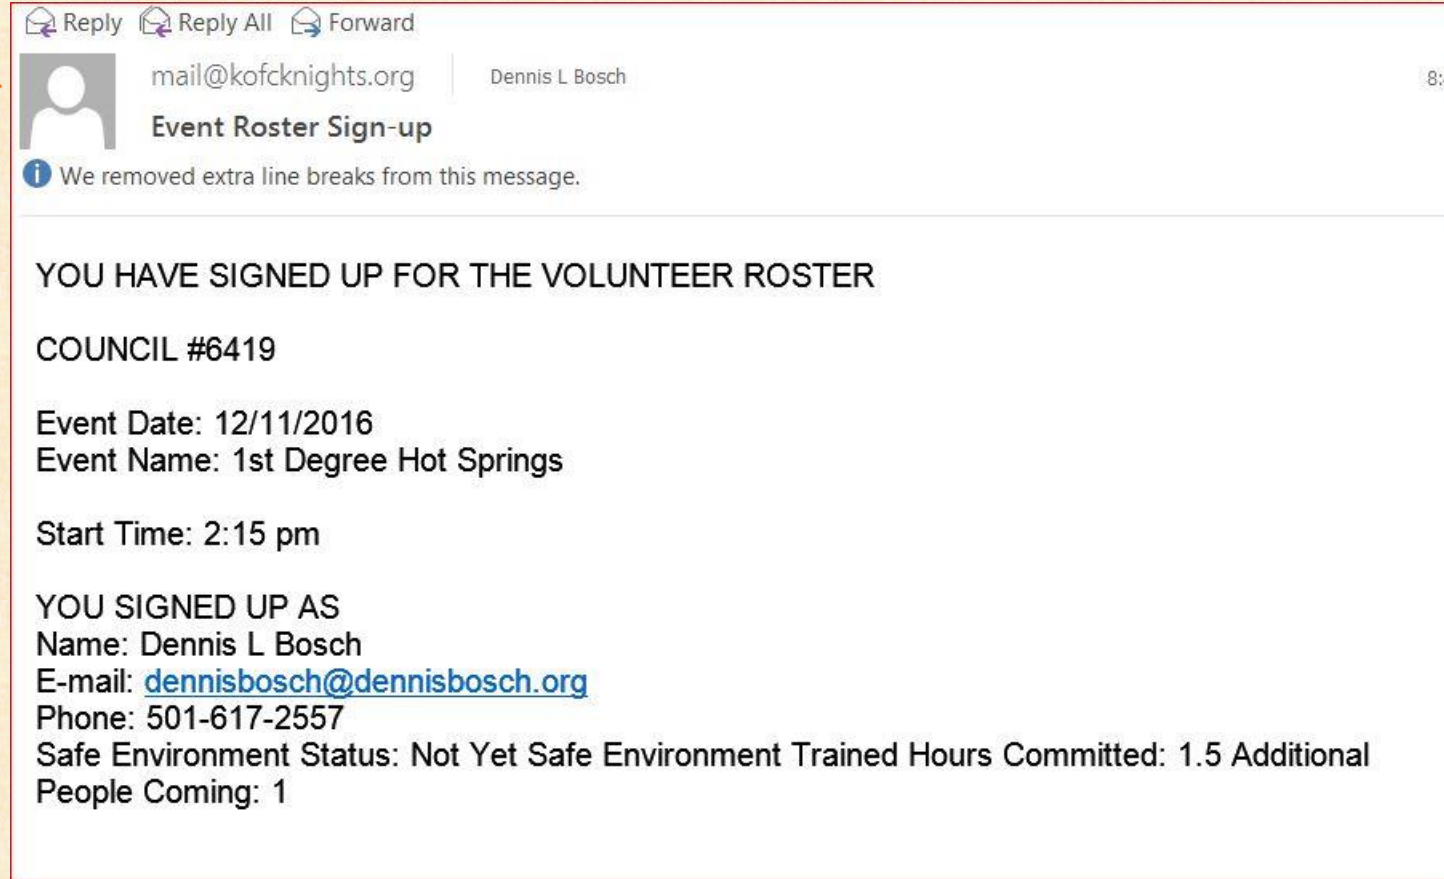 Reply Reply All Forward
mail@kofcknights.org Dennis L Bosch
Event Roster Sign-up
We removed extra line breaks from this message.
YOU HAVE SIGNED UP FOR THE VOLUNTEER ROSTER
COUNCIL #6419
Event Date: 12/11/2016
Event Name: 1st Degree Hot Springs
Start Time: 2:15 pm
YOU SIGNED UP AS
Name: Dennis L Bosch
E-mail: dennisbosch@dennisbosch.org
Phone: 501-617-2557
Safe Environment Status: Not Yet Safe Environment Trained Hours Committed: 1.5 Additional
People Coming: 1